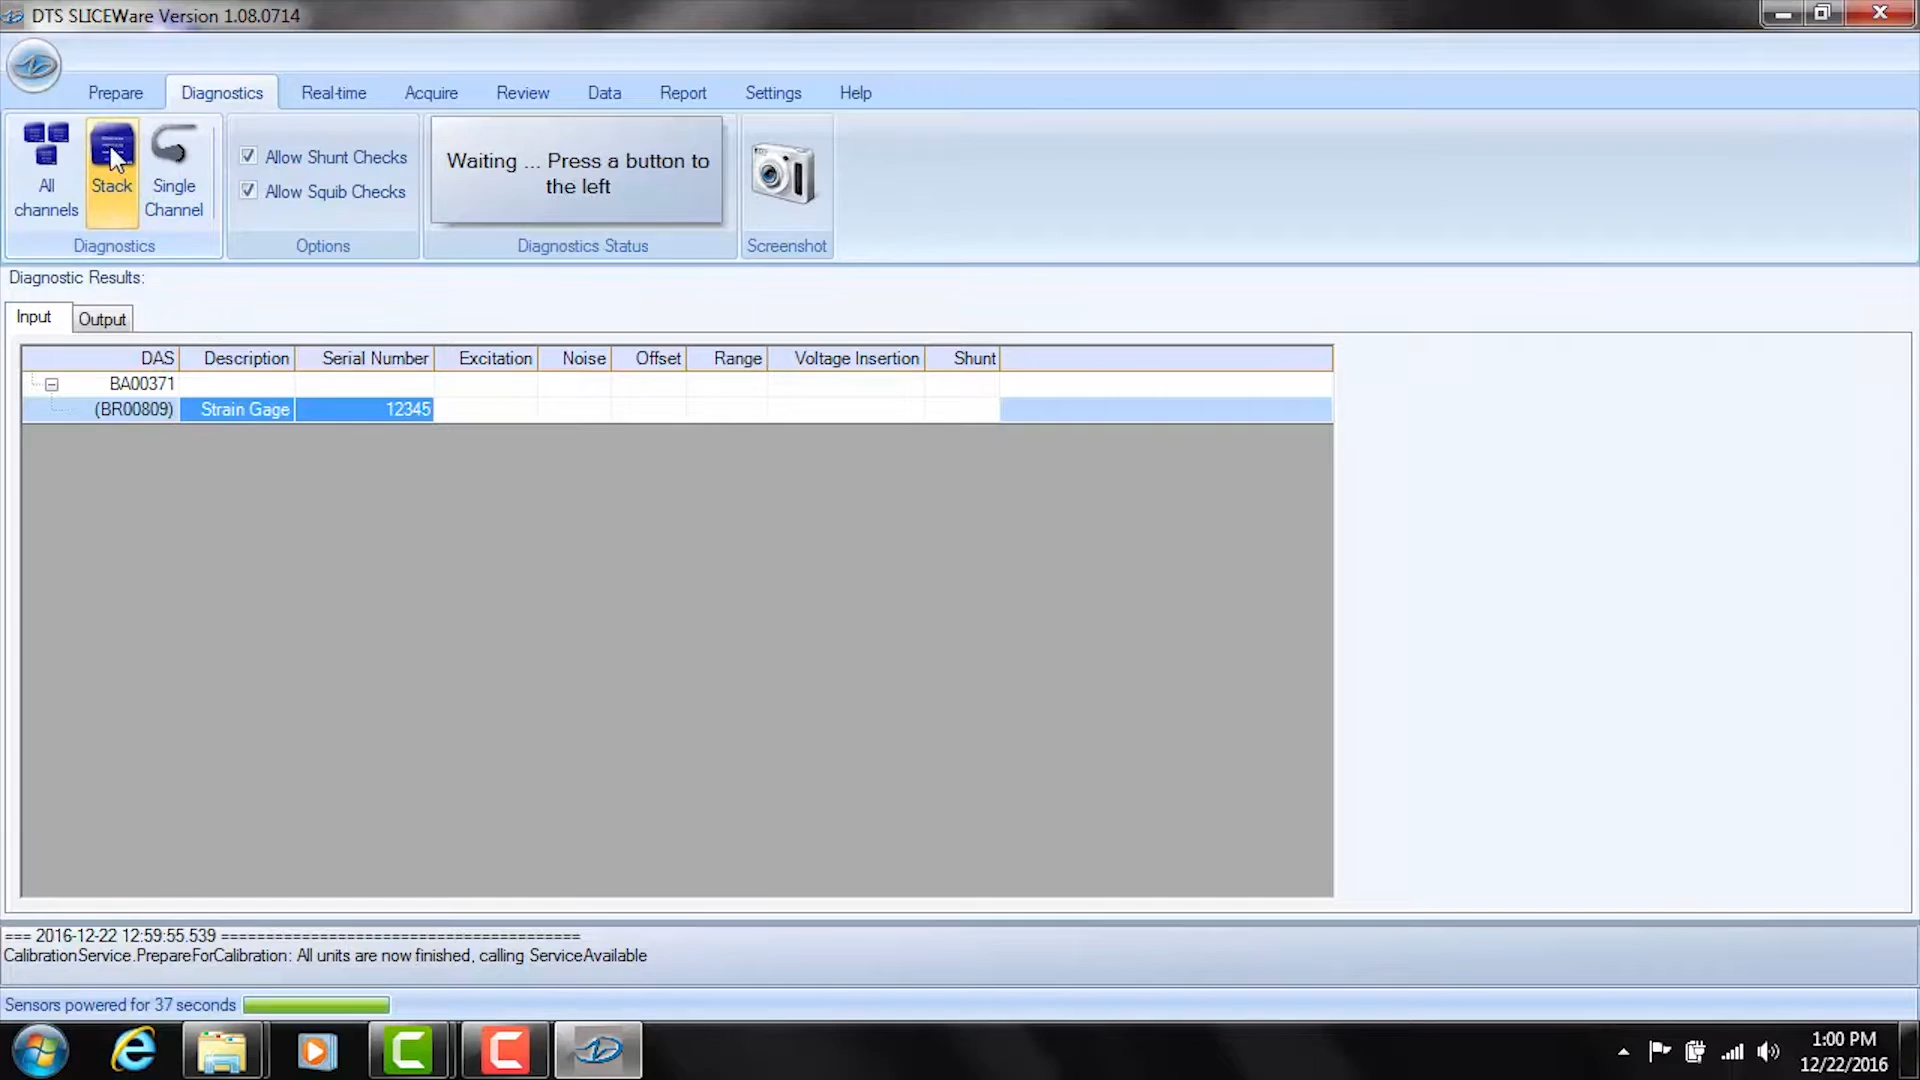 DTS SLICEWare Version 1.08.0714
Prepare Diagnostics Real-time Acquire Review Data Report Settings Help
All channels
Stack
Single Channel
Diagnostics
Allow Shunt Checks
Allow Squib Checks
Options
Waiting ... Press a button to
the left
Diagnostics Status
Screenshot
Diagnostic Results:
Input Output
DAS Description Serial Number Excitation Noise Offset Range Voltage Insertion Shunt
BA00371
(BR00809) Strain Gage 12345
=== 2016-12-22 12:59:55.539 ======================================
CalibrationService.PrepareForCalibration: All units are now finished, calling ServiceAvailable
Sensors powered for 37 seconds
1:00 PM
12/22/2016